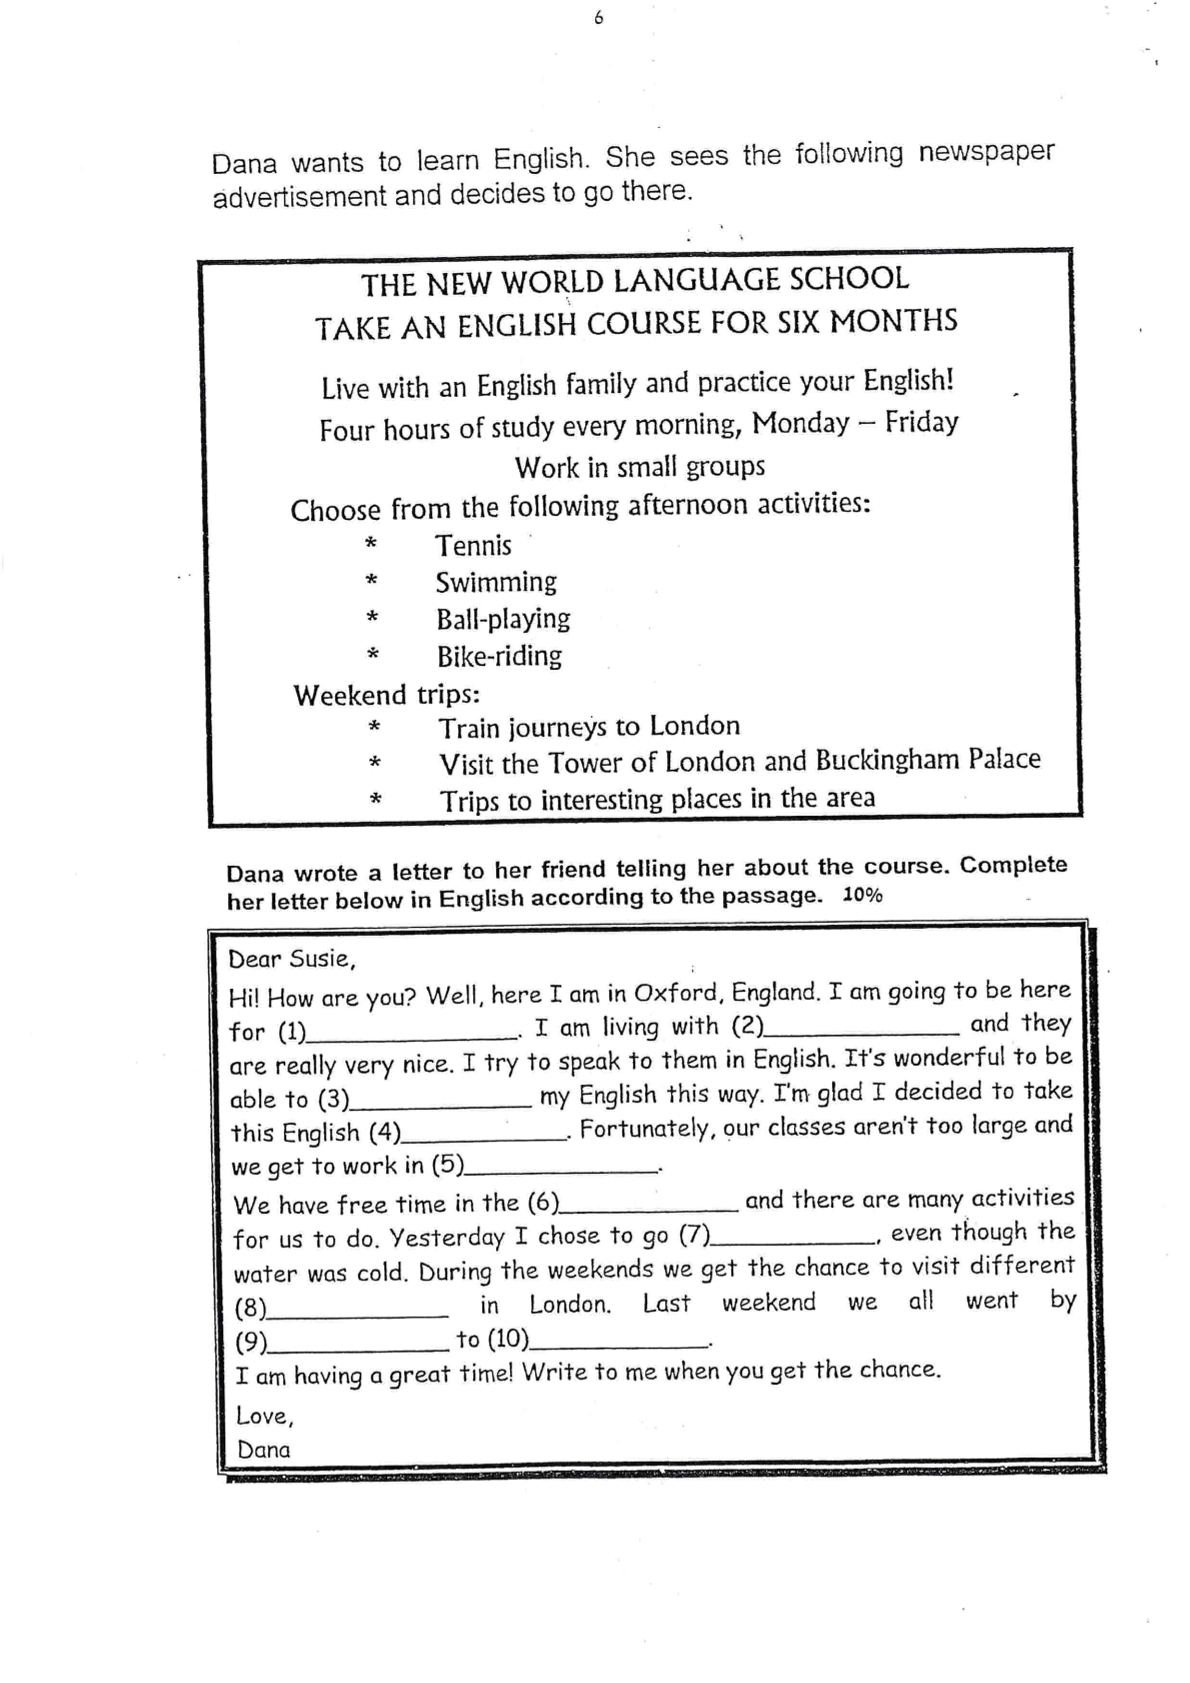 6
Dana wants to learn English. She sees the following newspaper
advertisement and decides to go there.
THE NEW WORLD LANGUAGE SCHOOL
TAKE AN ENGLISH COURSE FOR SIX MONTHS
Live with an English family and practice your English!
Four hours of study every morning, Monday – Friday
Work in small groups
Choose from the following afternoon activities:
* Tennis
* Swimming
* Ball-playing
* Bike-riding
Weekend trips:
* Train journeys to London
* Visit the Tower of London and Buckingham Palace
* Trips to interesting places in the area
Dana wrote a letter to her friend telling her about the course. Complete
her letter below in English according to the passage. 10%
Dear Susie,
Hi! How are you? Well, here I am in Oxford, England. I am going to be here
for (1)_______________. I am living with (2)_______________ and they
are really very nice. I try to speak to them in English. It's wonderful to be
able to (3)______________ my English this way. I'm glad I decided to take
this English (4)_____________. Fortunately, our classes aren't too large and
we get to work in (5)_______________.
We have free time in the (6)______________ and there are many activities
for us to do. Yesterday I chose to go (7)_____________, even though the
water was cold. During the weekends we get the chance to visit different
(8)______________ in London. Last weekend we all went by
(9)______________ to (10)______________.
I am having a great time! Write to me when you get the chance.
Love,
Dana